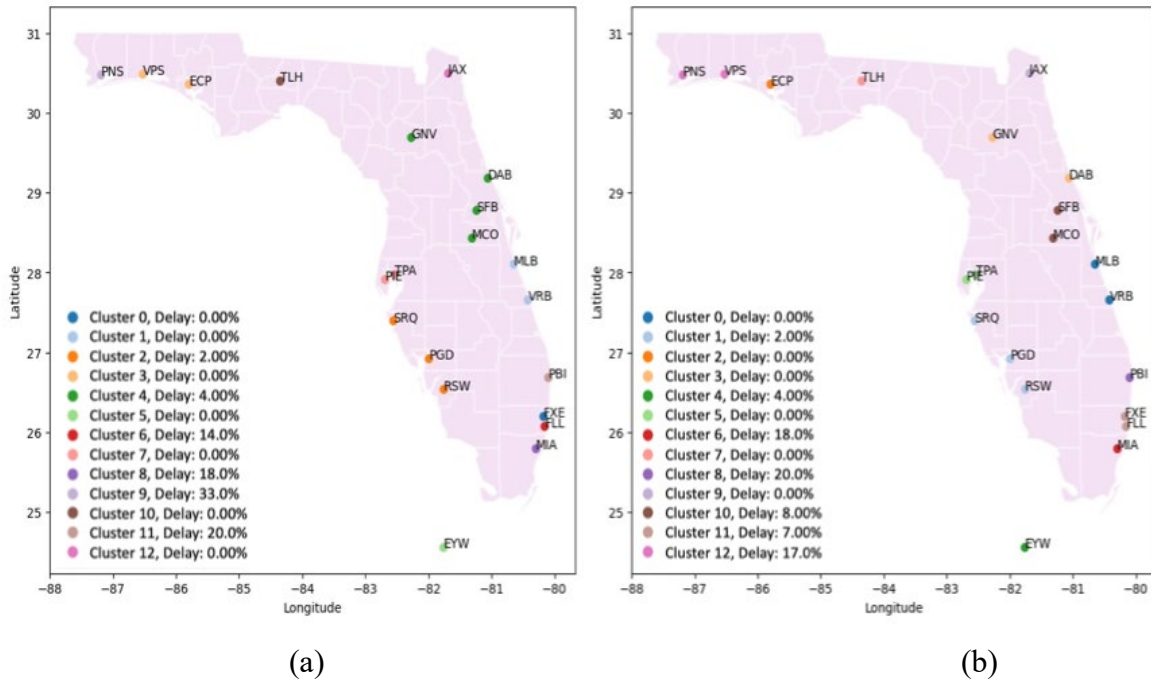 31
30
29
28
27
26
25
Latitude
PNS
VPS
ECP
TLH
JAX
GNV
DAB
SFB
MCO
MLB
TPA
PIE
VRB
SRQ
PGD
RSW
PBI
FXE
FLL
MIA
EYW
Cluster 0, Delay: 0.00%
Cluster 1, Delay: 0.00%
Cluster 2, Delay: 2.00%
Cluster 3, Delay: 0.00%
Cluster 4, Delay: 4.00%
Cluster 5, Delay: 0.00%
Cluster 6, Delay: 14.0%
Cluster 7, Delay: 0.00%
Cluster 8, Delay: 18.0%
Cluster 9, Delay: 33.0%
Cluster 10, Delay: 0.00%
Cluster 11, Delay: 20.0%
Cluster 12, Delay: 0.00%
−88 −87 −86 −85 −84 −83 −82 −81 −80
Longitude
(a)
31
30
29
28
27
26
25
Latitude
PNS
VPS
ECP
TLH
JAX
GNV
DAB
SFB
MCO
MLB
TPA
PIE
VRB
SRQ
PGD
RSW
PBI
FXE
FLL
MIA
EYW
Cluster 0, Delay: 0.00%
Cluster 1, Delay: 2.00%
Cluster 2, Delay: 0.00%
Cluster 3, Delay: 0.00%
Cluster 4, Delay: 4.00%
Cluster 5, Delay: 0.00%
Cluster 6, Delay: 18.0%
Cluster 7, Delay: 0.00%
Cluster 8, Delay: 20.0%
Cluster 9, Delay: 0.00%
Cluster 10, Delay: 8.00%
Cluster 11, Delay: 7.00%
Cluster 12, Delay: 17.0%
−88 −87 −86 −85 −84 −83 −82 −81 −80
Longitude
(b)